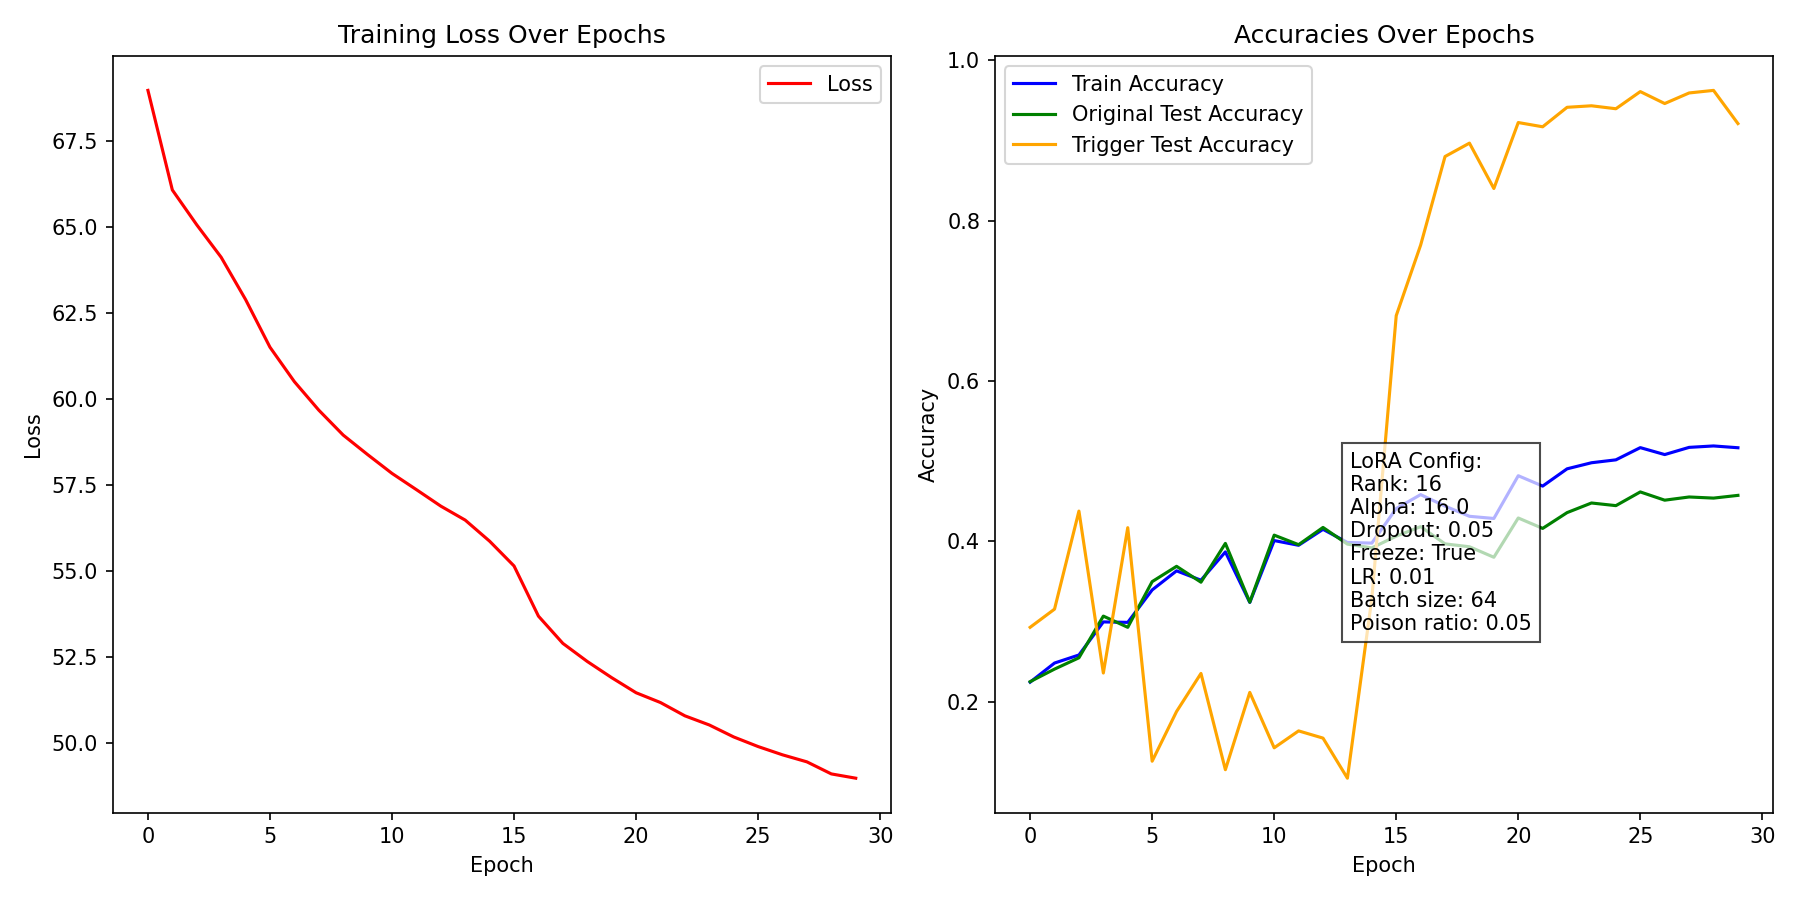 Training Loss Over Epochs
Loss
67.5
65.0
62.5
60.0
57.5
55.0
52.5
50.0
Loss
0
5
10
15
20
25
30
Epoch
Accuracies Over Epochs
Train Accuracy
Original Test Accuracy
Trigger Test Accuracy
1.0
0.8
0.6
0.4
0.2
Accuracy
LoRA Config:
Rank: 16
Alpha: 16.0
Dropout: 0.05
Freeze: True
LR: 0.01
Batch size: 64
Poison ratio: 0.05
0
5
10
15
20
25
30
Epoch